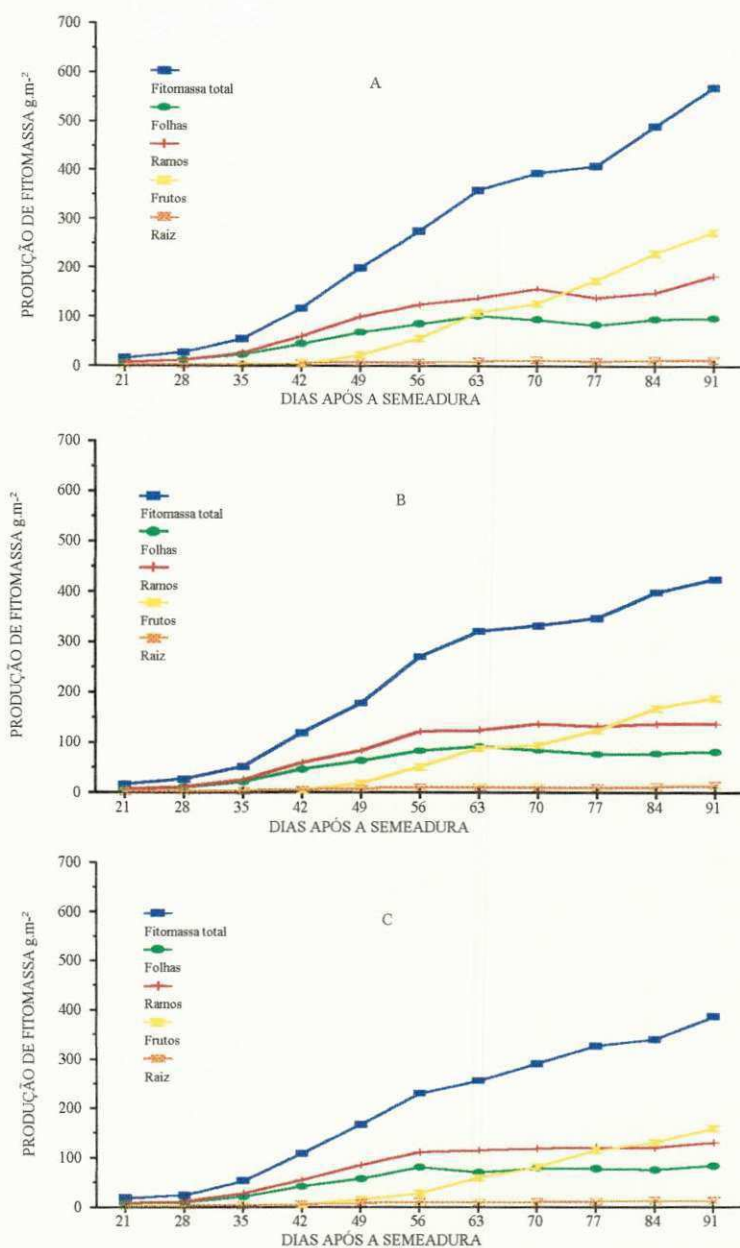 700
600
500
400
300
200
100
0
PRODUÇÃO DE FITOMASSA g.m-²
Fitomassa total
Folhas
Ramos
Frutos
Raiz
A
21 28 35 42 49 56 63 70 77 84 91
DIAS APÓS A SEMEADURA
700
600
500
400
300
200
100
0
PRODUÇÃO DE FITOMASSA g.m-²
Fitomassa total
Folhas
Ramos
Frutos
Raiz
B
21 28 35 42 49 56 63 70 77 84 91
DIAS APÓS A SEMEADURA
700
600
500
400
300
200
100
0
PRODUÇÃO DE FITOMASSA g.m-²
Fitomassa total
Folhas
Ramos
Frutos
Raiz
C
21 28 35 42 49 56 63 70 77 84 91
DIAS APÓS A SEMEADURA